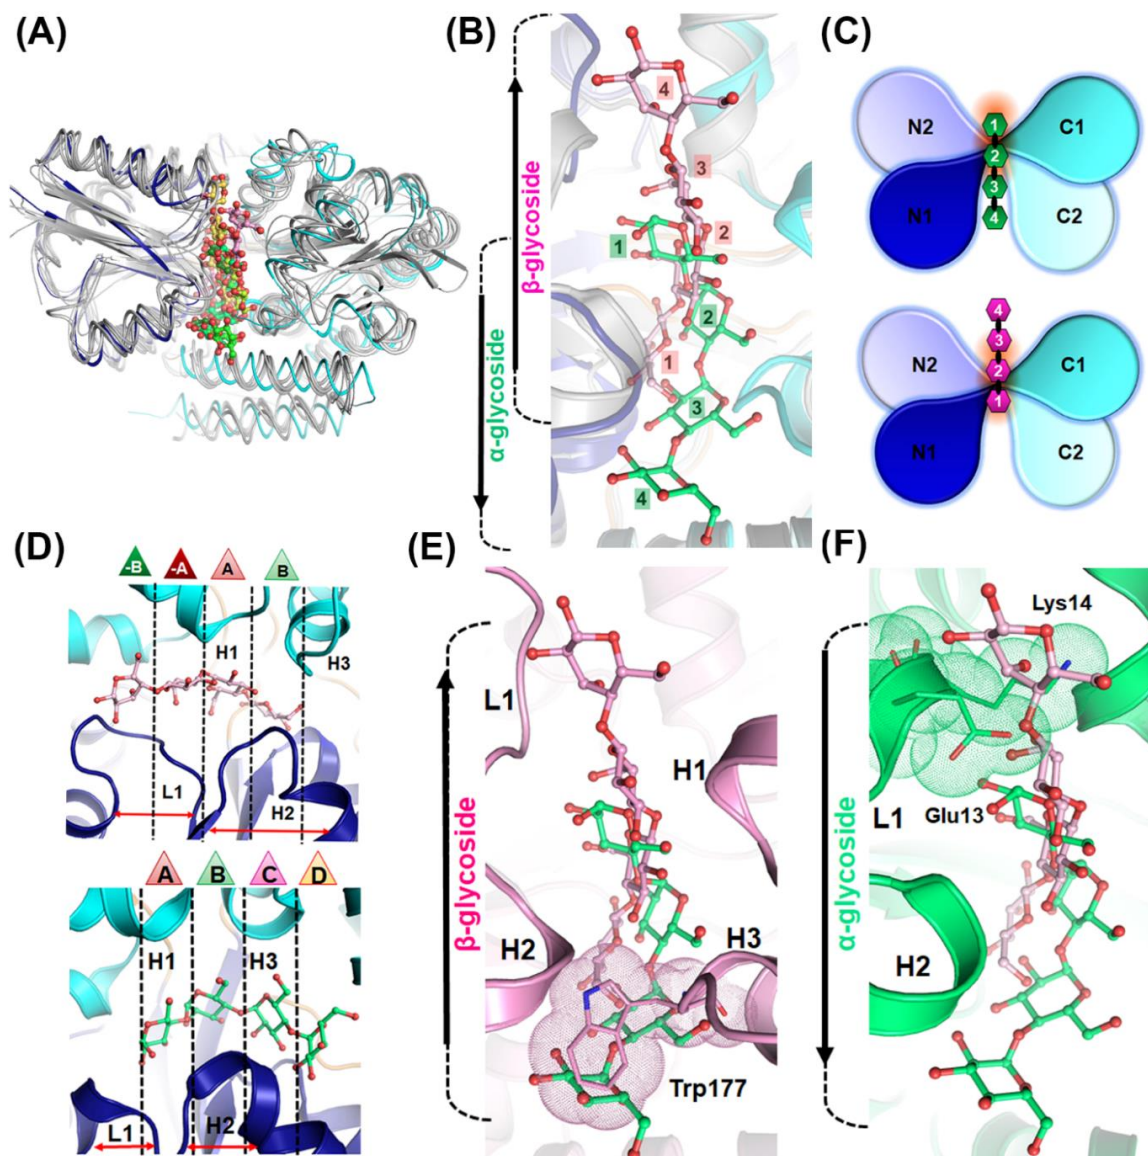 (A)
(B)
(C)
β-glycoside
α-glycoside
4
3
2
1
1
2
3
4
N2
C1
N1
C2
1
2
3
4
N2
C1
N1
C2
4
3
2
1
(D)
-B
-A
A
B
H1
H3
L1
H2
A
B
C
D
H1
H3
L1
H2
(E)
β-glycoside
L1
H1
H2
H3
Trp177
(F)
α-glycoside
Lys14
L1
Glu13
H2